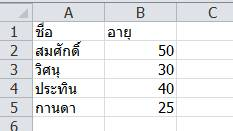 A B C
1 ชื่อ อายุ
2 สมศักดิ์ 50
3 วิศนุ 30
4 ประทิน 40
5 กานดา 25
6